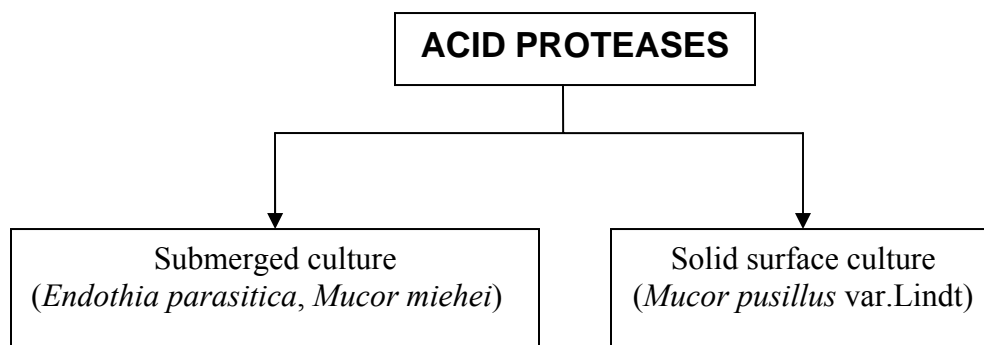 ACID PROTEASES
Submerged culture
(Endothia parasitica, Mucor miehei)
Solid surface culture
(Mucor pusillus var.Lindt)